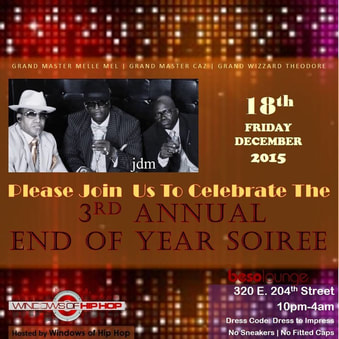 GRAND MASTER MELLE MEL | GRAND MASTER CAZ | GRAND WIZZARD THEODORE
jdm
18th
FRIDAY
DECEMBER
2015
Please Join Us To Celebrate The
3RD ANNUAL
END OF YEAR SOIREE
besolounge
320 E. 204th Street
10pm-4am
Dress Code| Dress to Impress
No Sneakers | No Fitted Caps
WINDOWS OF HIP HOP
Hosted by Windows of Hip Hop